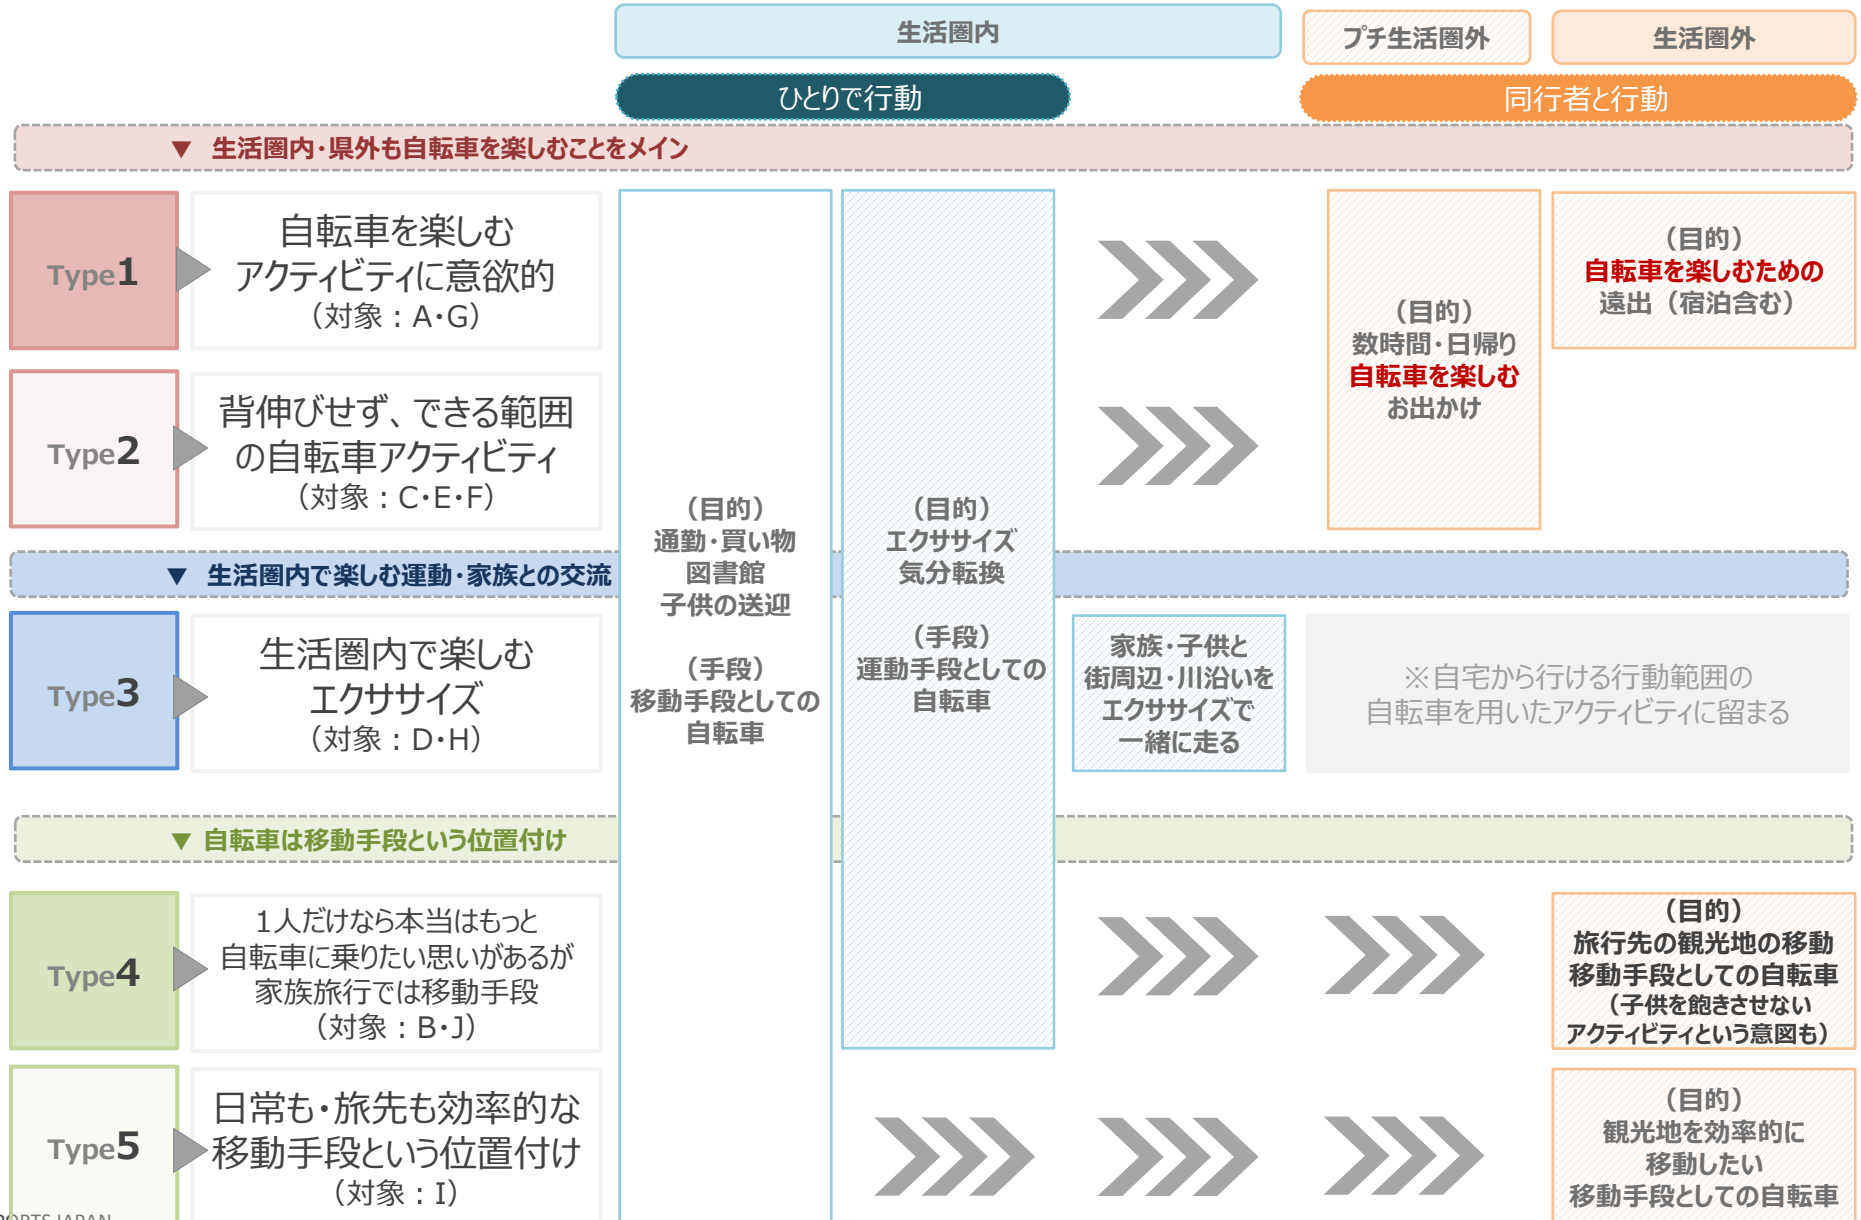 生活圏内
プチ生活圏外
生活圏外
ひとりで行動
同行者と行動
▼ 生活圏内・県外も自転車を楽しむことをメイン
Type1
自転車を楽しむ
アクティビティに意欲的
（対象：A・G）
Type2
背伸びせず、できる範囲
の自転車アクティビティ
（対象：C・E・F）
（目的）
通勤・買い物
図書館
子供の送迎
（手段）
移動手段としての
自転車
（目的）
エクササイズ
気分転換
（手段）
運動手段としての
自転車
（目的）
数時間・日帰り
自転車を楽しむ
お出かけ
（目的）
自転車を楽しむための
遠出（宿泊含む）
▼ 生活圏内で楽しむ運動・家族との交流
Type3
生活圏内で楽しむ
エクササイズ
（対象：D・H）
家族・子供と
街周辺・川沿いを
エクササイズで
一緒に走る
※自宅から行ける行動範囲の
自転車を用いたアクティビティに留まる
▼ 自転車は移動手段という位置付け
Type4
1人だけなら本当はもっと
自転車に乗りたい思いがあるが
家族旅行では移動手段
（対象：B・J）
（目的）
旅行先の観光地の移動
移動手段としての自転車
（子供を飽きさせない
アクティビティという意図も）
Type5
日常も・旅先も効率的な
移動手段という位置付け
（対象：I）
（目的）
観光地を効率的に
移動したい
移動手段としての自転車
JAPAN